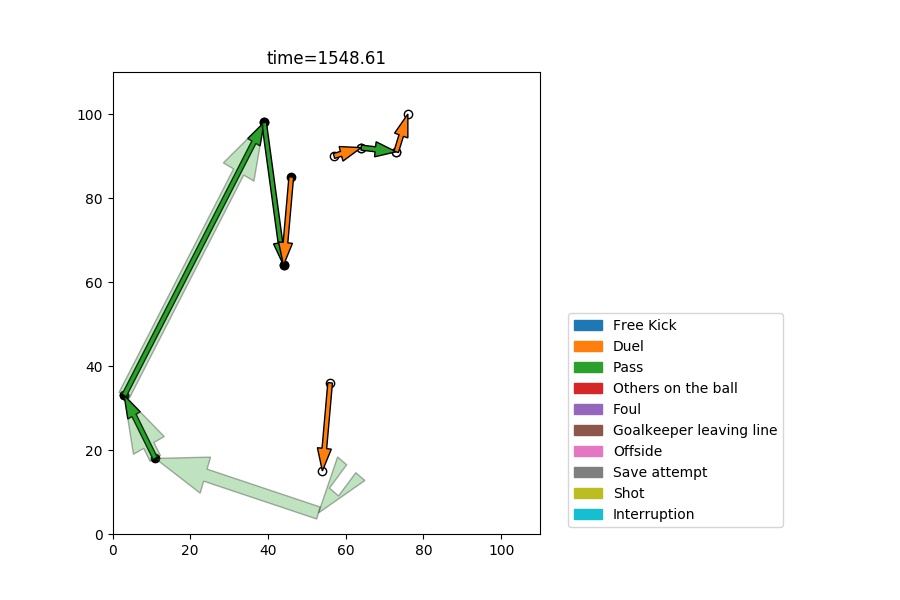 time=1548.61
100
80
60
40
20
0
0 20 40 60 80 100
Free Kick
Duel
Pass
Others on the ball
Foul
Goalkeeper leaving line
Offside
Save attempt
Shot
Interruption